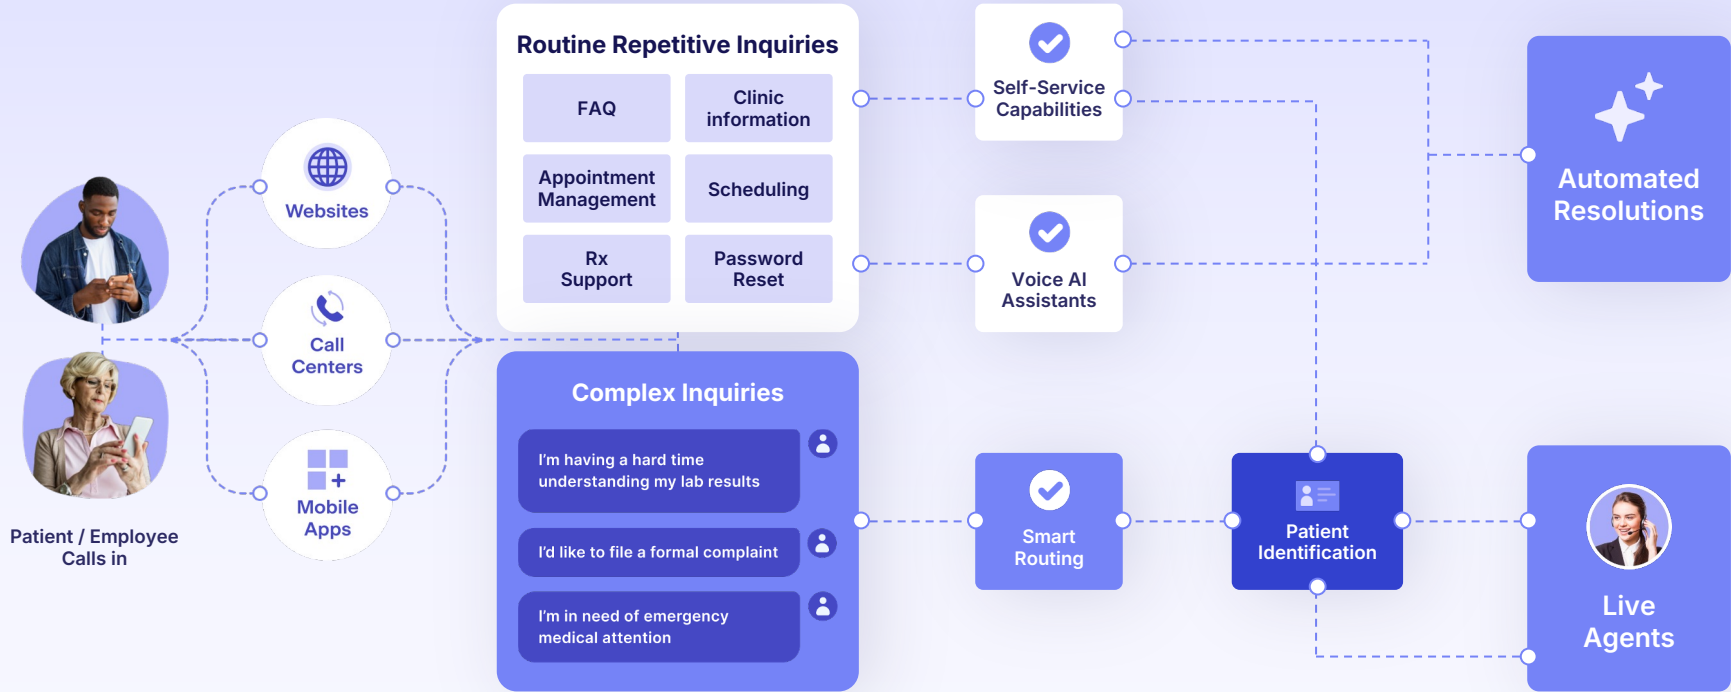 Patient / Employee
Calls in
Websites
Call
Centers
Mobile
Apps
Routine Repetitive Inquiries
FAQ
Clinic
information
Appointment
Management
Scheduling
Rx
Support
Password
Reset
Complex Inquiries
I'm having a hard time
understanding my lab results
I'd like to file a formal complaint
I'm in need of emergency
medical attention
Self-Service
Capabilities
Voice AI
Assistants
Smart
Routing
Patient
Identification
Automated
Resolutions
Live
Agents